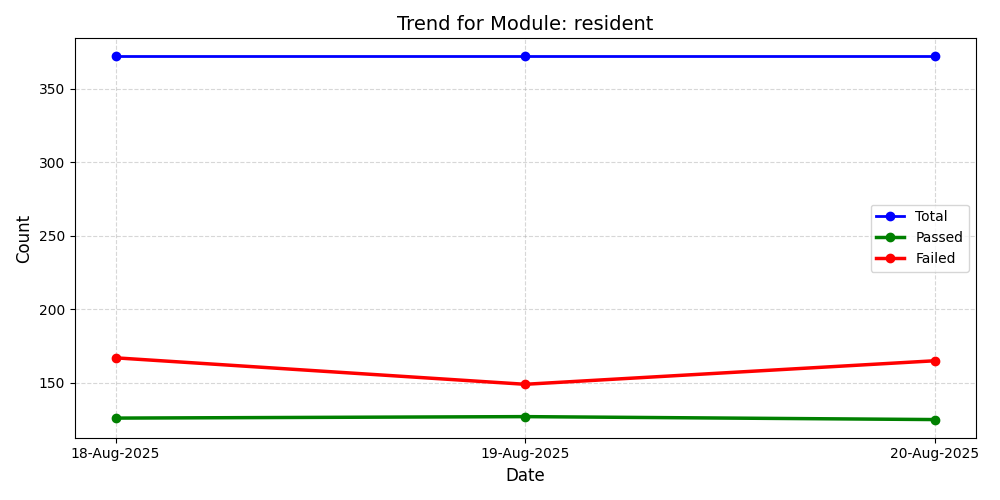 Trend for Module: resident
350
300
250
200
150
Count
Total
Passed
Failed
18-Aug-2025
19-Aug-2025
20-Aug-2025
Date